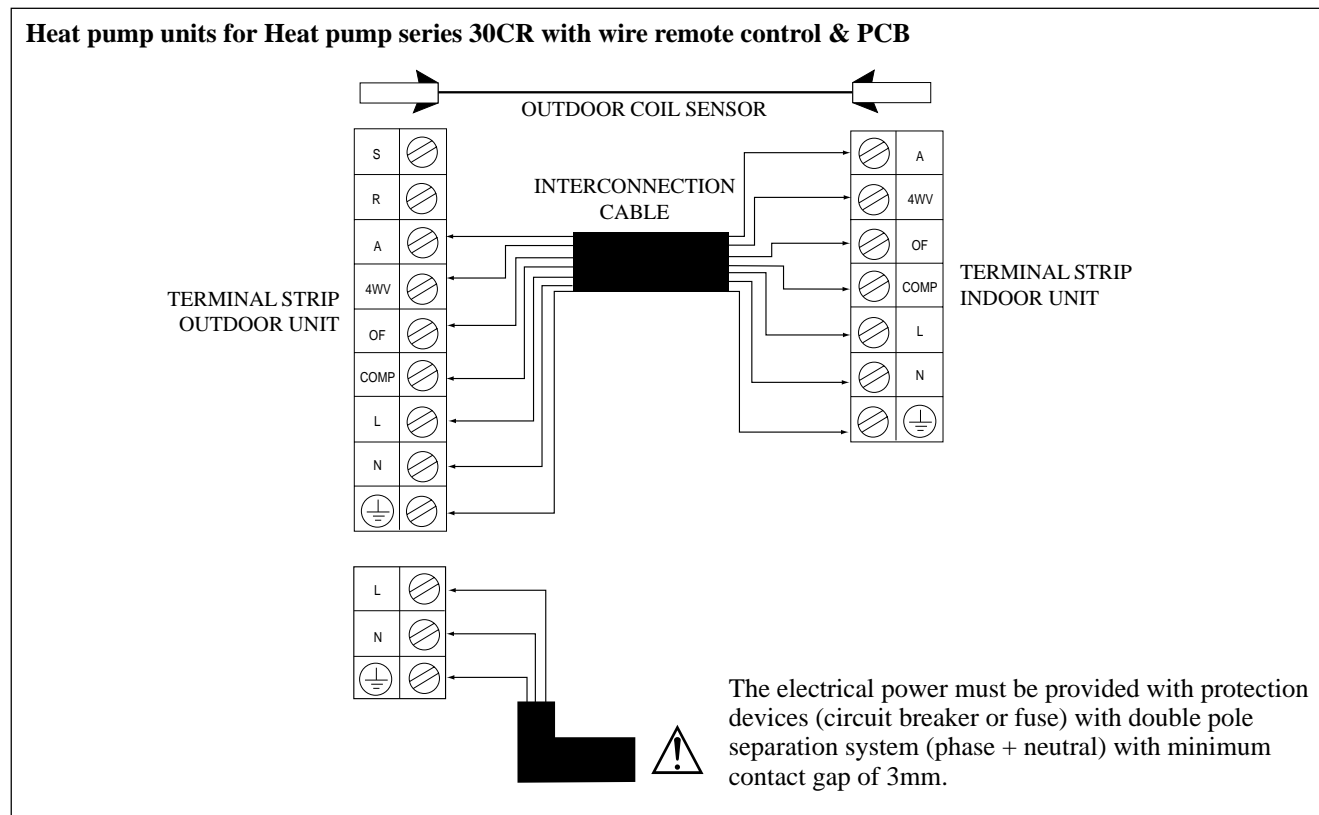 Heat pump units for Heat pump series 30CR with wire remote control & PCB
OUTDOOR COIL SENSOR
INTERCONNECTION
CABLE
TERMINAL STRIP
OUTDOOR UNIT
S
R
A
4WV
OF
COMP
L
N
A
4WV
OF
COMP
L
N
TERMINAL STRIP
INDOOR UNIT
L
N
The electrical power must be provided with protection
devices (circuit breaker or fuse) with double pole
separation system (phase + neutral) with minimum
contact gap of 3mm.